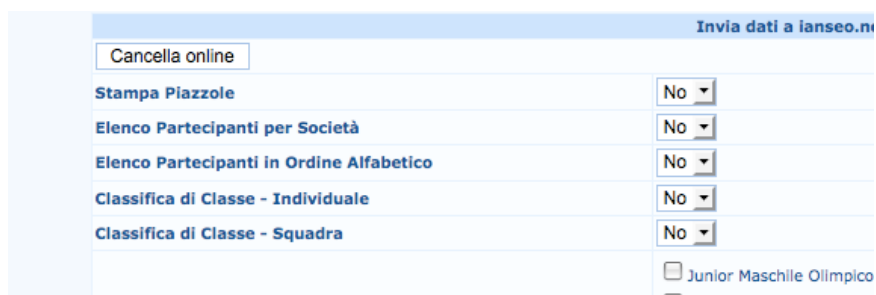 Invia dati a ianseo.ne
Cancella online
Stampa Piazzole No
Elenco Partecipanti per Società No
Elenco Partecipanti in Ordine Alfabetico No
Classifica di Classe - Individuale No
Classifica di Classe - Squadra No
Junior Maschile Olimpico